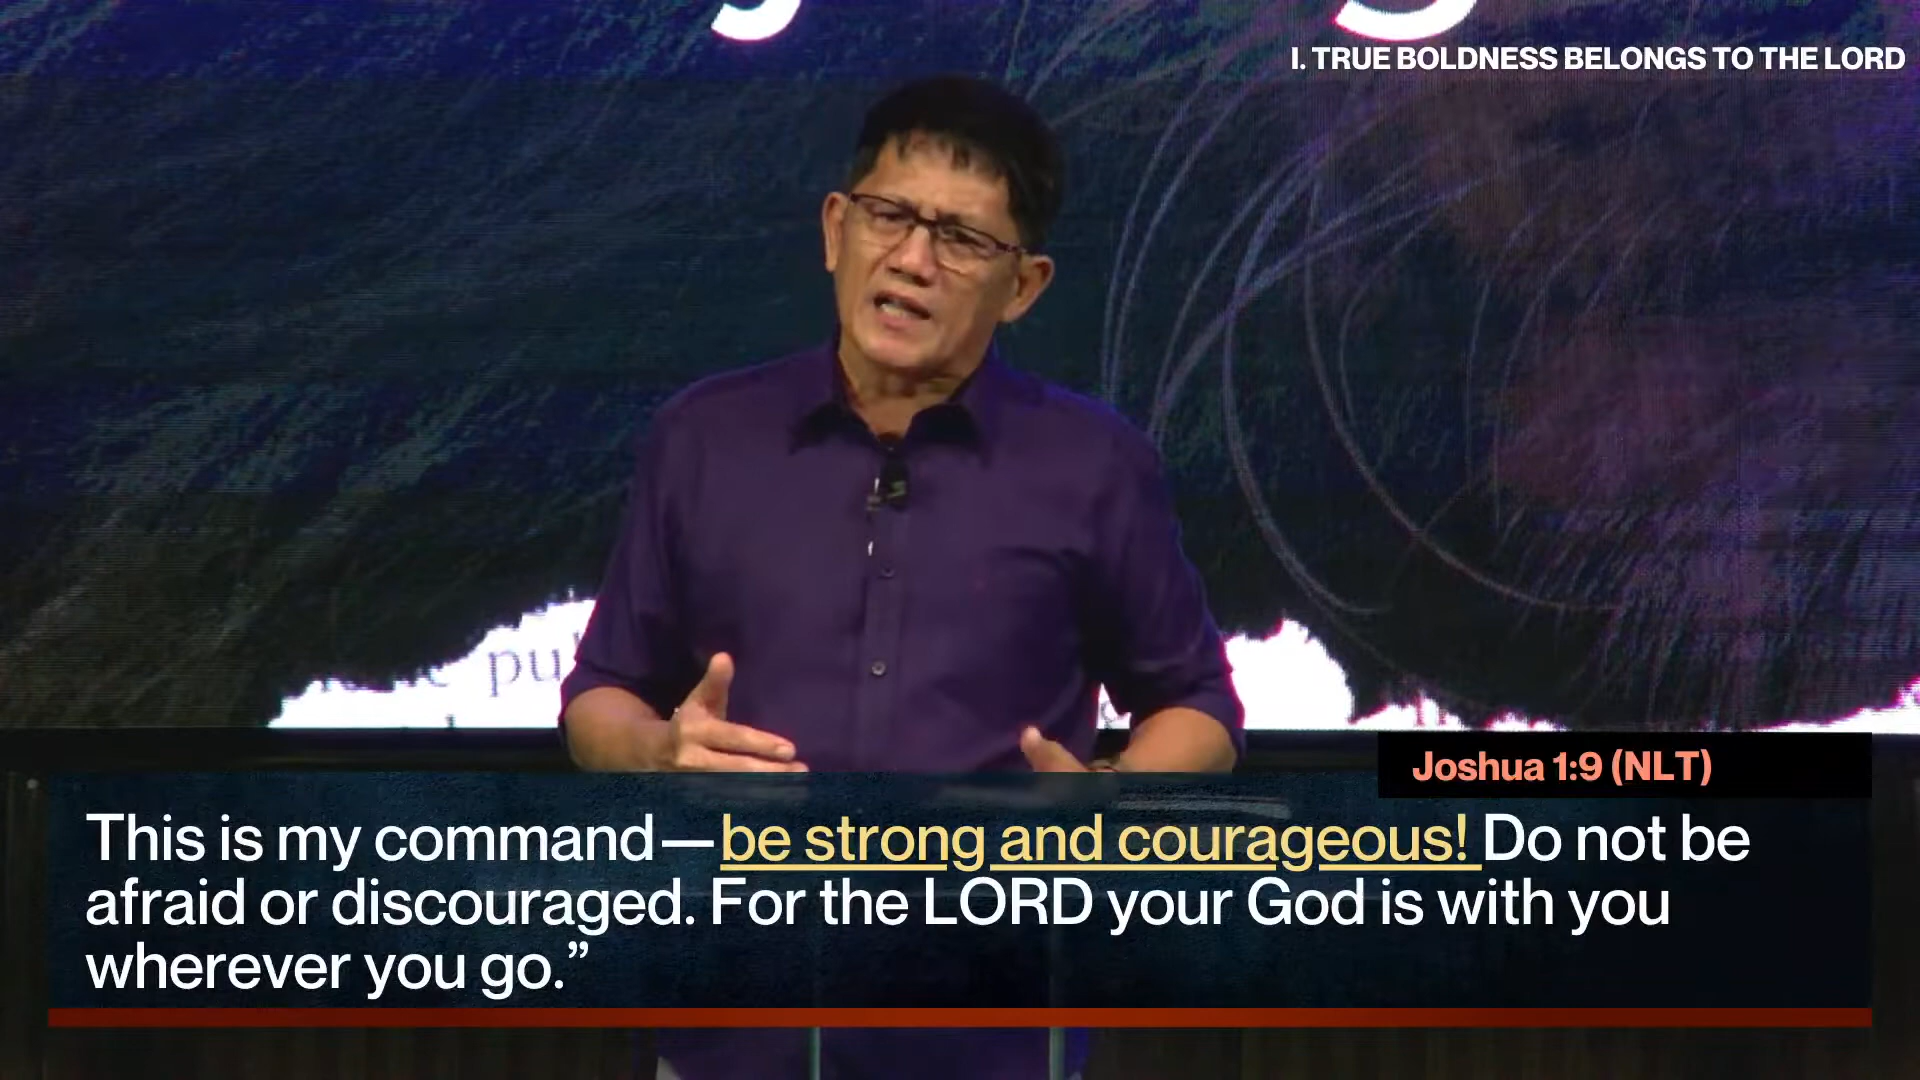 I. TRUE BOLDNESS BELONGS TO THE LORD
pu
Joshua 1:9 (NLT)
This is my command—be strong and courageous! Do not be
afraid or discouraged. For the LORD your God is with you
wherever you go.”